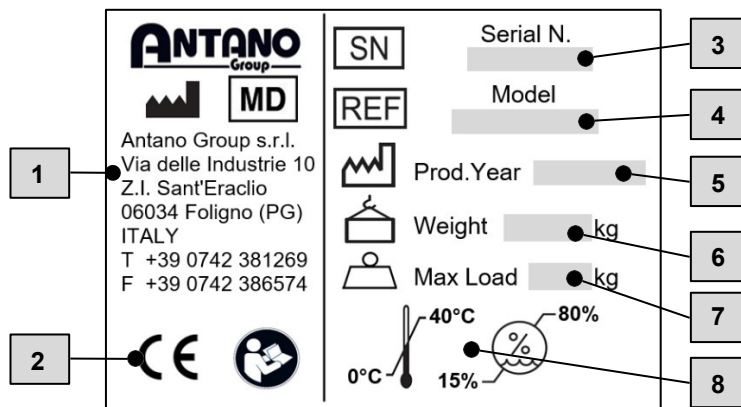 ANTANO
Group
MD
Antano Group s.r.l.
Via delle Industrie 10
Z.I. Sant'Eraclio
06034 Foligno (PG)
ITALY
T +39 0742 381269
F +39 0742 386574
CE
SN
Serial N.
REF
Model
Prod.Year
Weight kg
Max Load kg
40°C
0°C
80%
%
15%
1
2
3
4
5
6
7
8